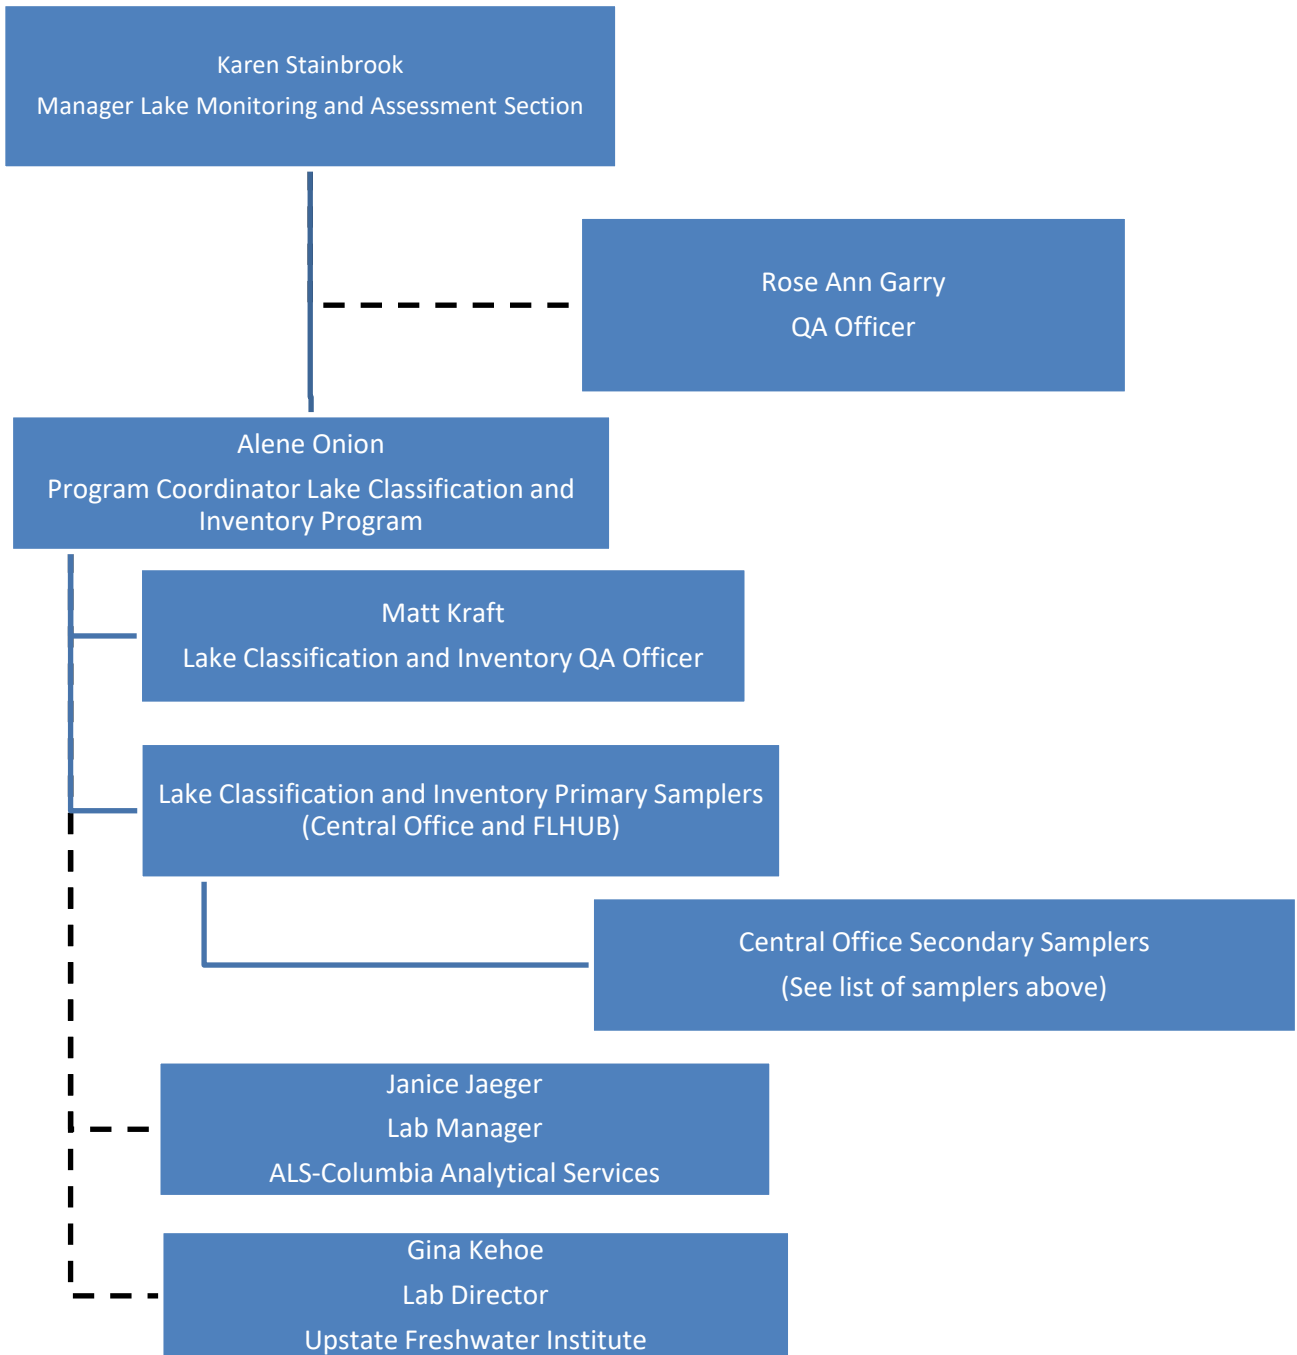 Karen Stainbrook
Manager Lake Monitoring and Assessment Section
Rose Ann Garry
QA Officer
Alene Onion
Program Coordinator Lake Classification and
Inventory Program
Matt Kraft
Lake Classification and Inventory QA Officer
Lake Classification and Inventory Primary Samplers
(Central Office and FLHUB)
Central Office Secondary Samplers
(See list of samplers above)
Janice Jaeger
Lab Manager
ALS-Columbia Analytical Services
Gina Kehoe
Lab Director
Upstate Freshwater Institute